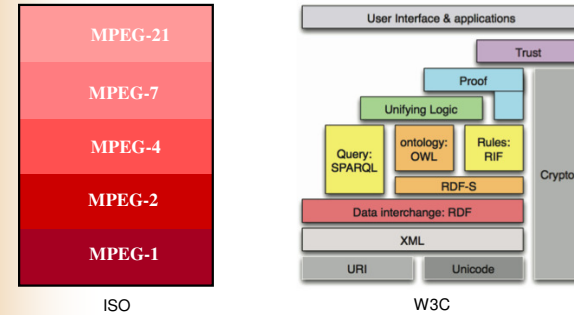 MPEG-21
MPEG-7
MPEG-4
MPEG-2
MPEG-1
ISO
User Interface & applications
Trust
Proof
Unifying Logic
Query:
SPARQL
ontology:
OWL
Rules:
RIF
Crypto
RDF-S
Data interchange: RDF
XML
URI
Unicode
W3C